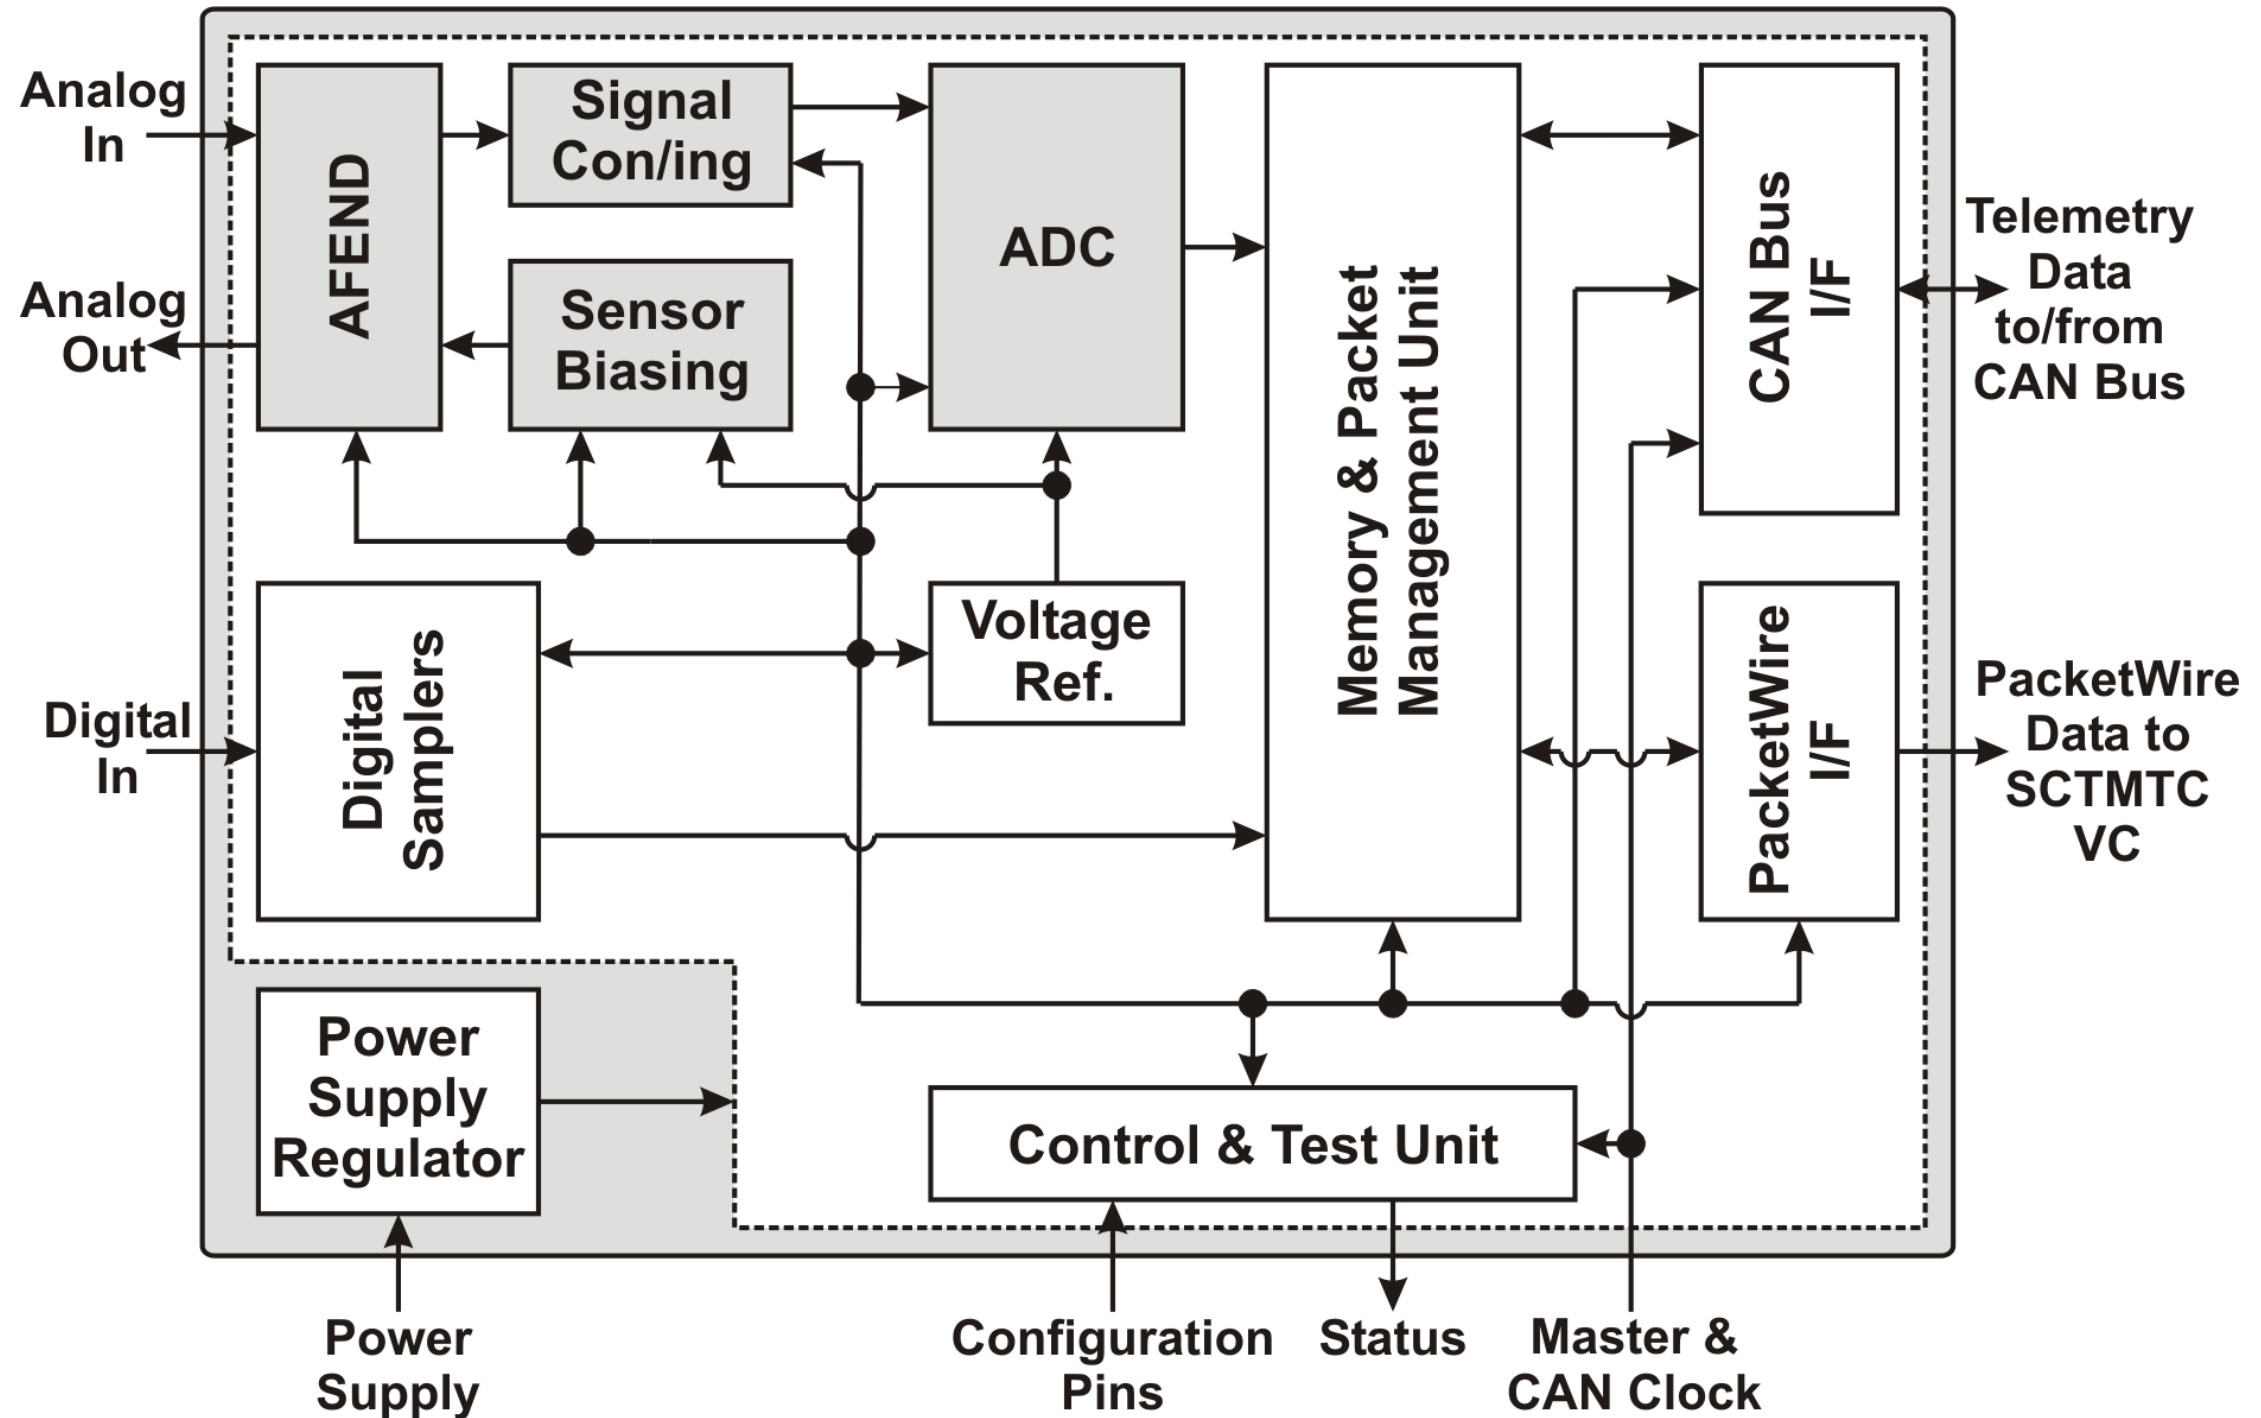 Analog
In
Analog
Out
Digital
In
AFEND
Signal
Con/ing
Sensor
Biasing
ADC
Digital
Samplers
Voltage
Ref.
Memory & Packet
Management Unit
CAN Bus
I/F
PacketWire
I/F
Telemetry
Data
to/from
CAN Bus
PacketWire
Data to
SCTMTC
VC
Power
Supply
Regulator
Control & Test Unit
Power
Supply
Configuration
Pins
Status
Master &
CAN Clock